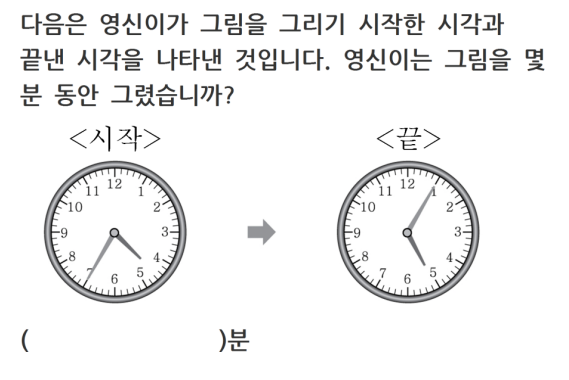 다음은 영신이가 그림을 그리기 시작한 시각과
끝낸 시각을 나타낸 것입니다. 영신이는 그림을 몇
분 동안 그렸습니까?
<시작> <끝>
12 1 2 3 4 5 6 7 8 9 10 11
12 1 2 3 4 5 6 7 8 9 10 11
( )분